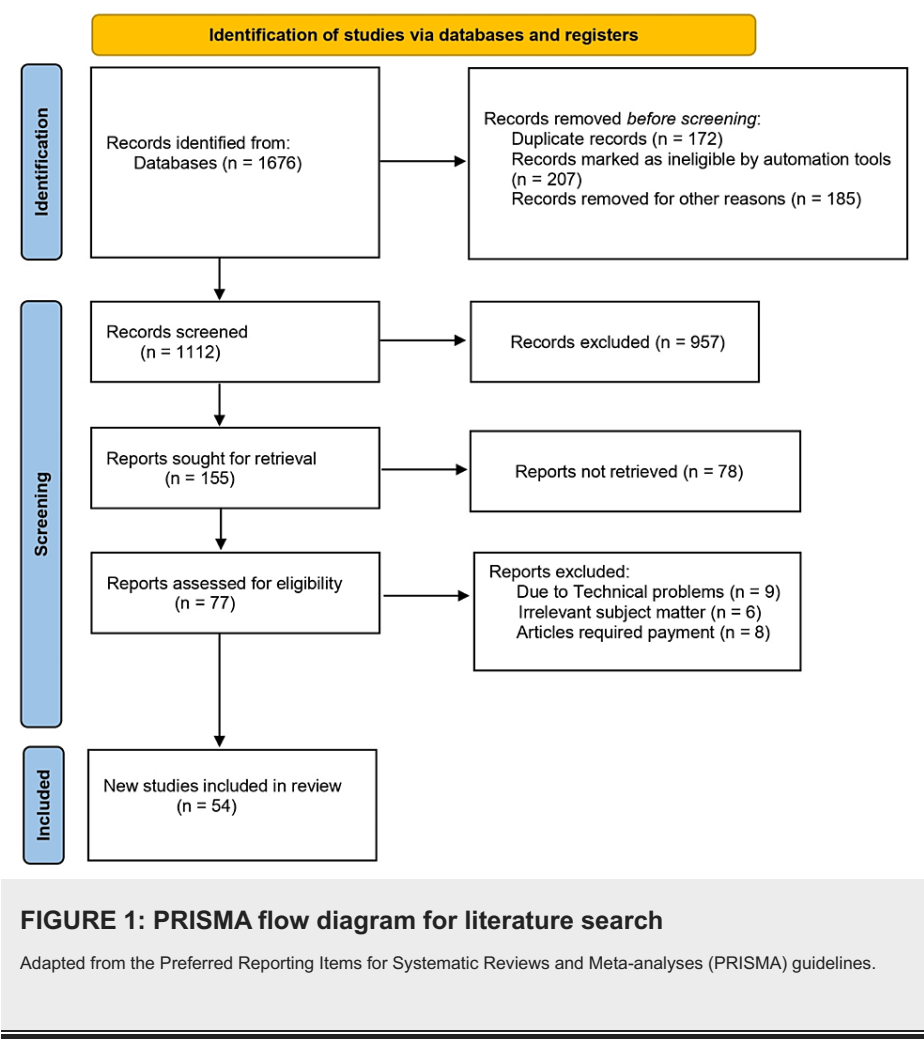 Identification of studies via databases and registers
Identification
Records identified from:
Databases (n = 1676)
Records removed before screening:
Duplicate records (n = 172)
Records marked as ineligible by automation tools
(n = 207)
Records removed for other reasons (n = 185)
Screening
Records screened
(n = 1112)
Records excluded (n = 957)
Reports sought for retrieval
(n = 155)
Reports not retrieved (n = 78)
Reports assessed for eligibility
(n = 77)
Reports excluded:
Due to Technical problems (n = 9)
Irrelevant subject matter (n = 6)
Articles required payment (n = 8)
Included
New studies included in review
(n = 54)
FIGURE 1: PRISMA flow diagram for literature search
Adapted from the Preferred Reporting Items for Systematic Reviews and Meta-analyses (PRISMA) guidelines.